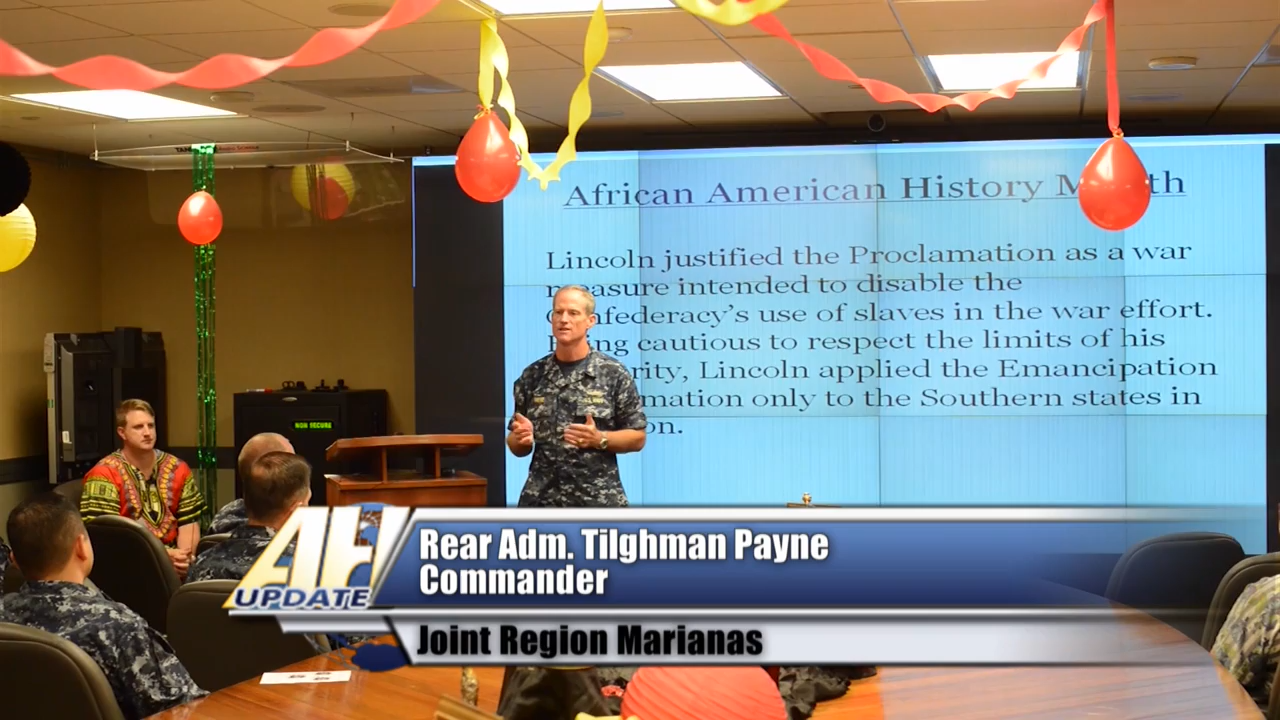 African American History M th
Lincoln justified the Proclamation as a war
measure intended to disable the
Confederacy's use of slaves in the war effort.
cautious to respect the limits of his
Lincoln applied the Emancipation
only to the Southern states in
NON SECURE
AH
UPDATE
Rear Adm. Tilghman Payne
Commander
Joint Region Marianas